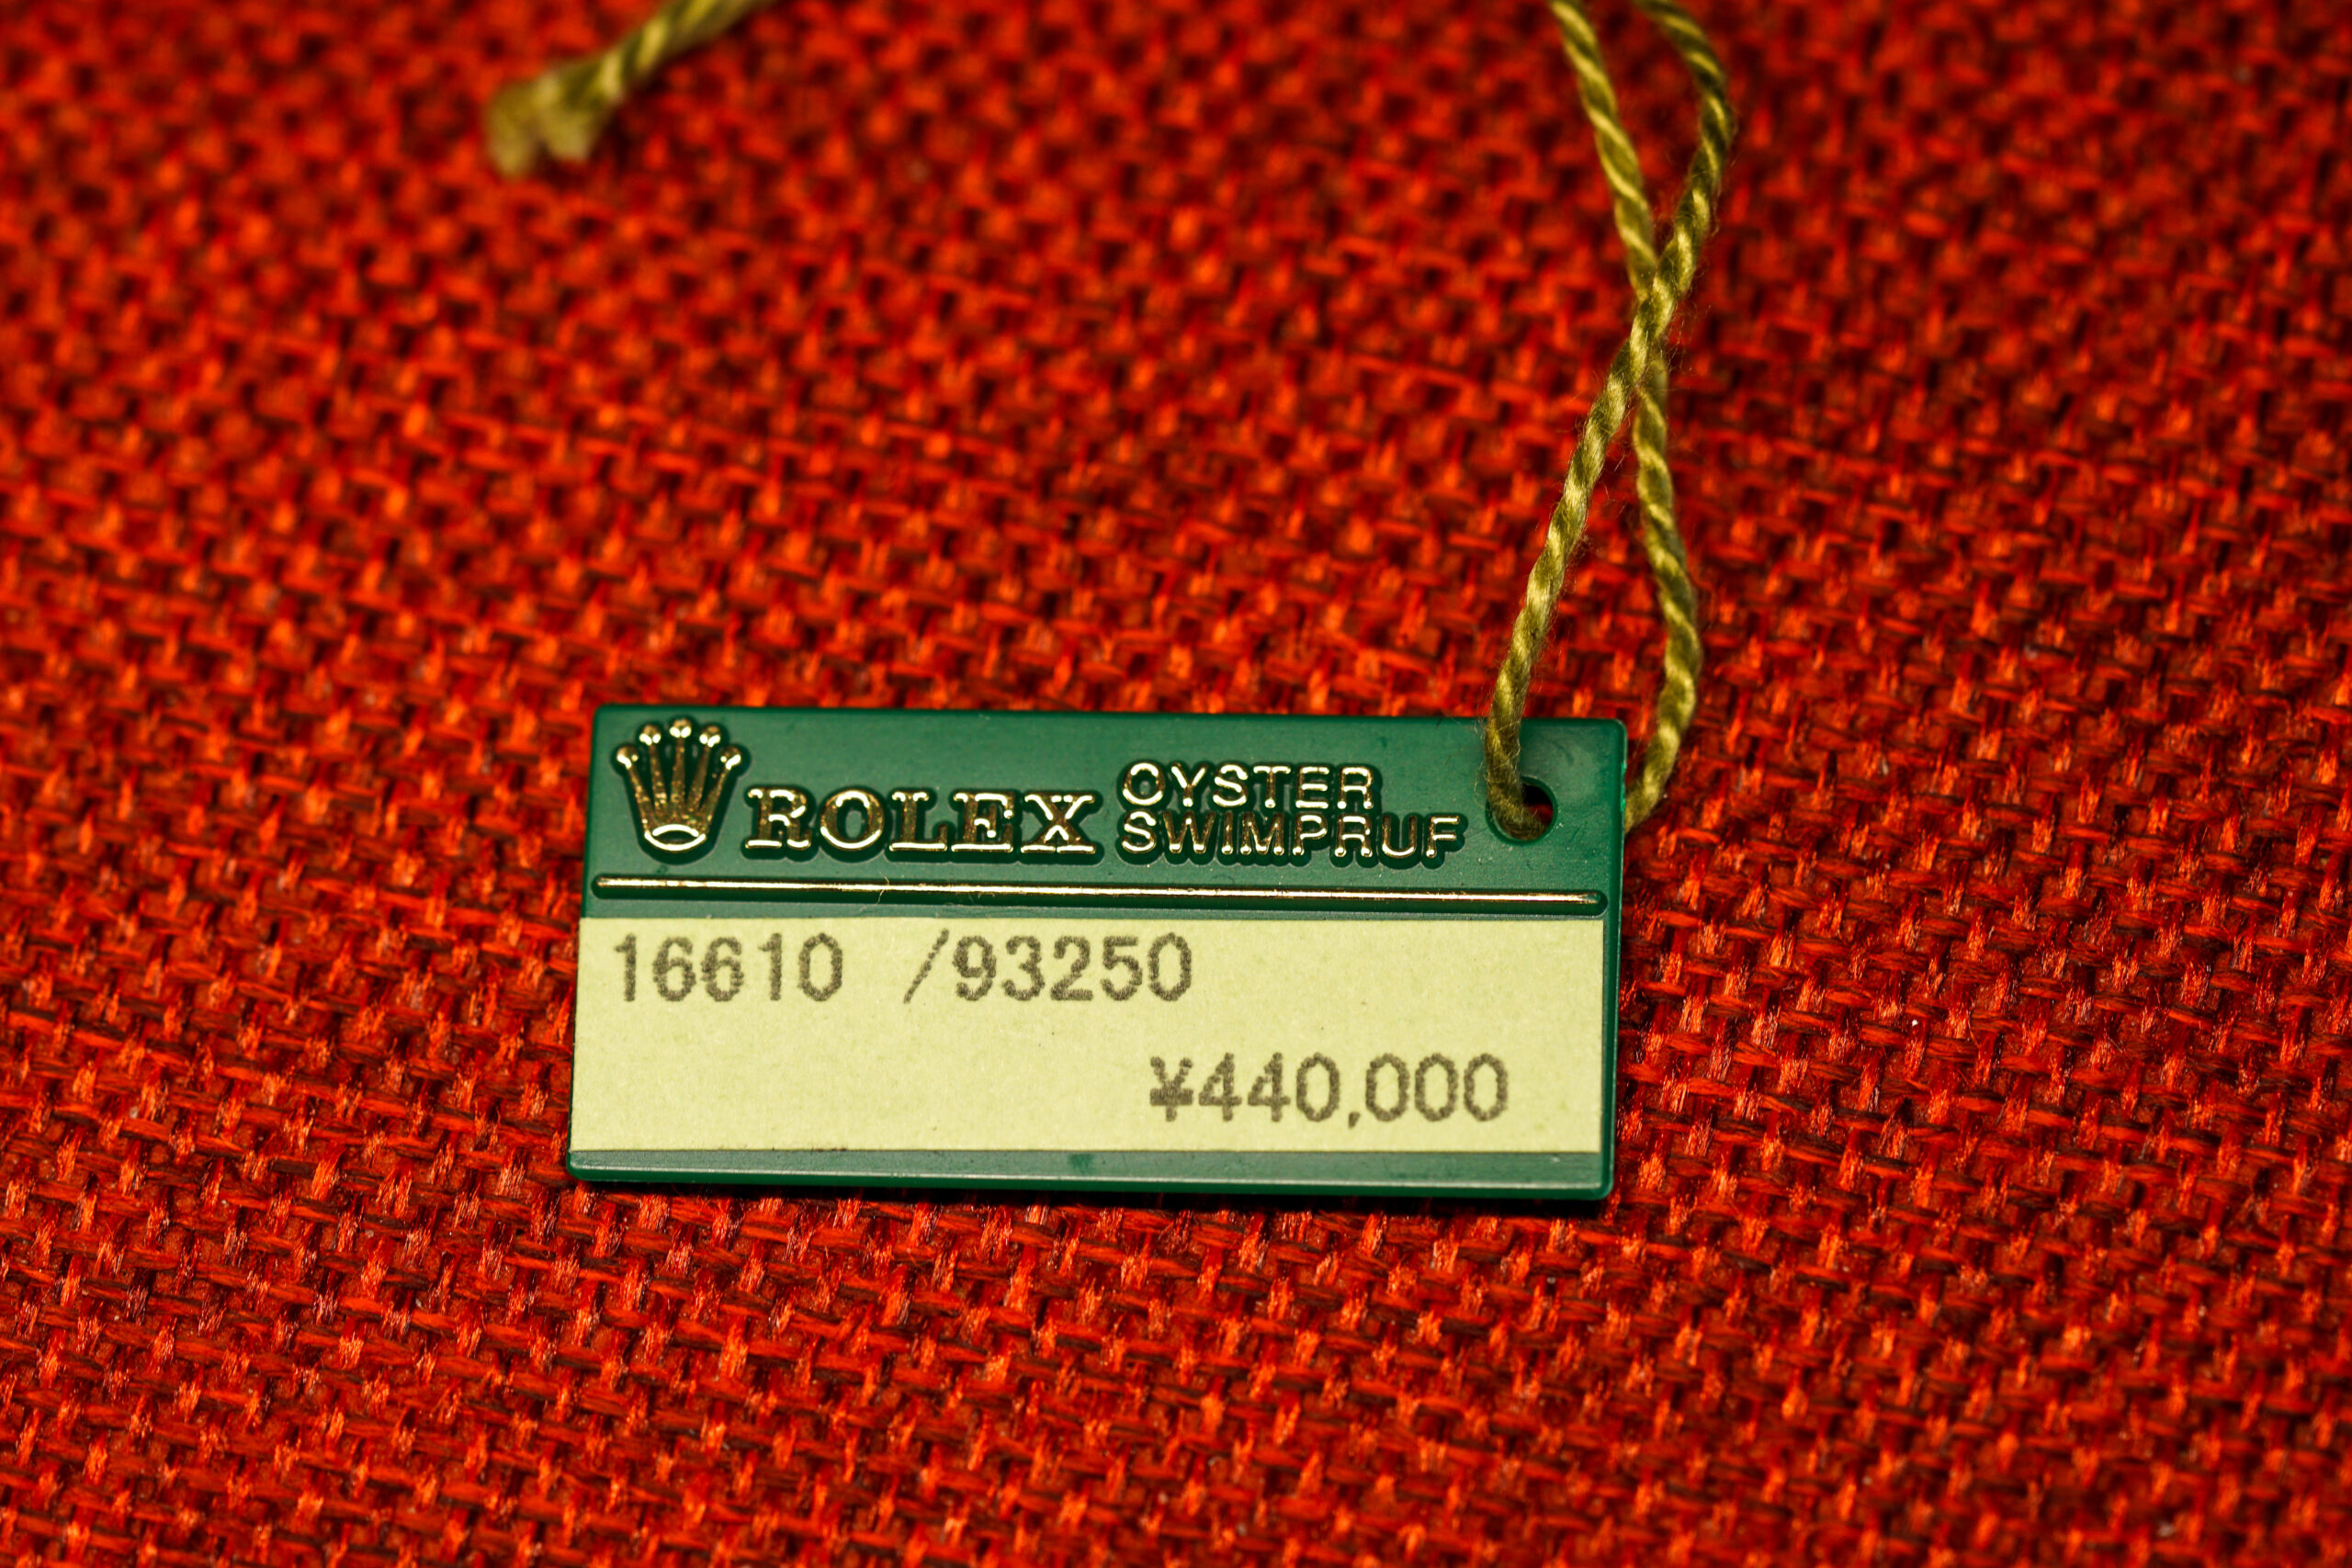 ROLEX OYSTER
SWIMPRUF
16610 /93250
¥440,000